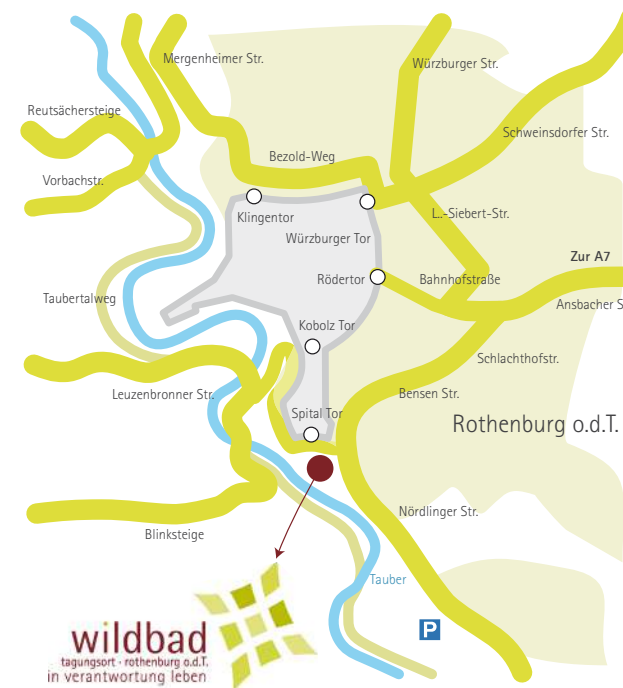 Mergenheimer Str.
Würzburger Str.
Reutsächersteige
Schweinsdorfer Str.
Bezold-Weg
Vorbachstr.
Klingentor
L..-Siebert-Str.
Würzburger Tor
Zur A7
Rödertor
Bahnhofstraße
Taubertalweg
Ansbacher S
Kobolz Tor
Schlachthofstr.
Leuzenbronner Str.
Bensen Str.
Spital Tor
Rothenburg o.d.T.
Nördlinger Str.
Blinksteige
Tauber
P
wildbad
tagungsort · rothenburg o.d.T.
in verantwortung leben